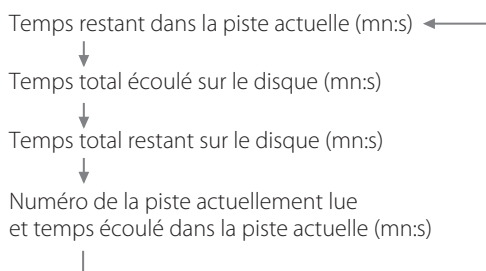 Temps restant dans la piste actuelle (mn:s)
Temps total écoulé sur le disque (mn:s)
Temps total restant sur le disque (mn:s)
Numéro de la piste actuellement lue
et temps écoulé dans la piste actuelle (mn:s)